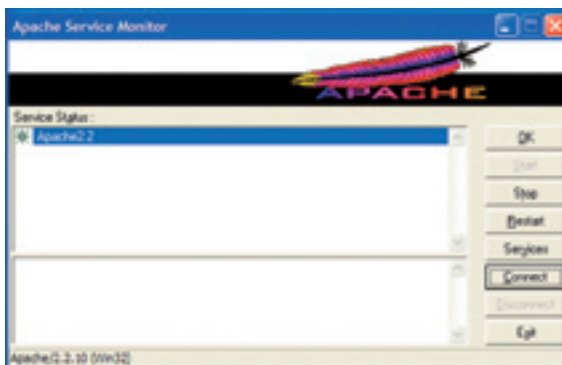 Apache Service Monitor
APACHE
Service Status :
Apache2.2
OK
Start
Stop
Restart
Services
Connect
Disconnect
Exit
Apache/2.2.10 (Win32)